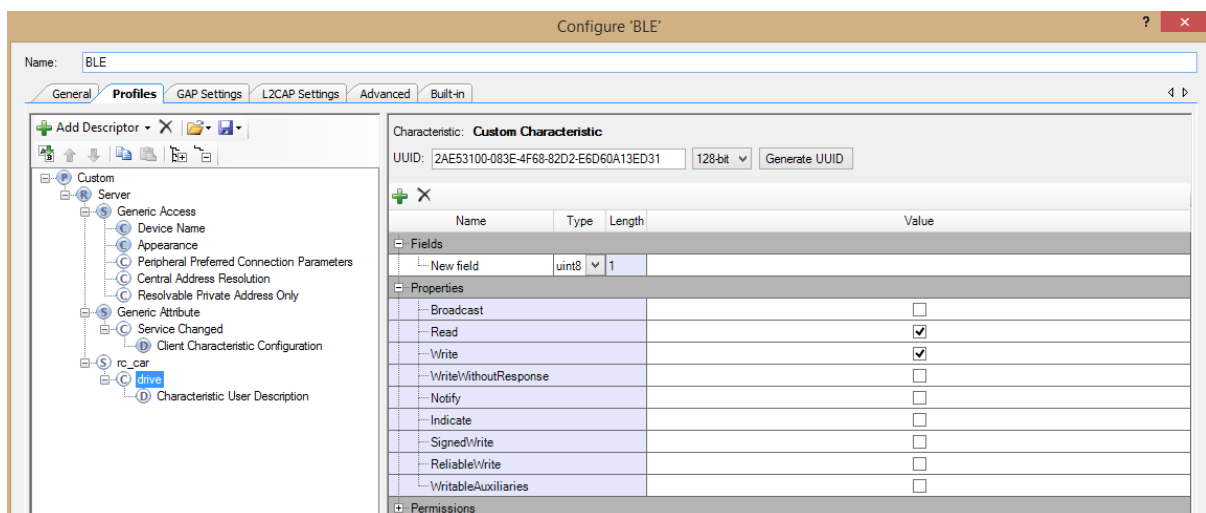 Configure 'BLE'
? ×
Name: BLE
General Profiles GAP Settings L2CAP Settings Advanced Built-in
Add Descriptor
Custom
Server
Generic Access
Device Name
Appearance
Peripheral Preferred Connection Parameters
Central Address Resolution
Resolvable Private Address Only
Generic Attribute
Service Changed
Client Characteristic Configuration
rc_car
drive
Characteristic User Description
Characteristic: Custom Characteristic
UUID: 2AE53100-083E-4F68-82D2-E6D60A13ED31 128-bit Generate UUID
Name Type Length Value
Fields
New field uint8 1
Properties
Broadcast
Read
Write
WriteWithoutResponse
Notify
Indicate
SignedWrite
ReliableWrite
WritableAuxiliaries
Permissions